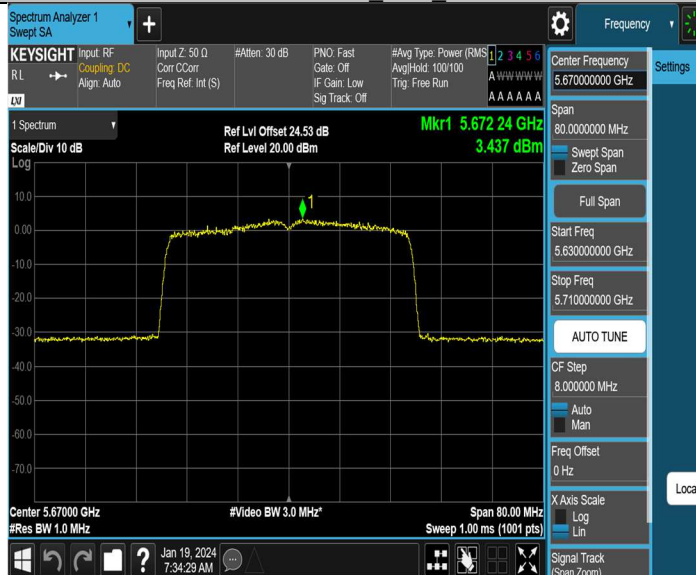 Spectrum Analyzer 1
Swept SA
Frequency
KEYSIGHT
RL
LXI
Input: RF
Coupling: DC
Align: Auto
Input Z: 50 Ω
Corr CCorr
Freq Ref: Int (S)
#Atten: 30 dB
PNO: Fast
Gate: Off
IF Gain: Low
Sig Track: Off
#Avg Type: Power (RMS
Avg|Hold: 100/100
Trig: Free Run
1 2 3 4 5 6
A W W W W W
A A A A A A
1 Spectrum
Scale/Div 10 dB
Log
Ref Lvl Offset 24.53 dB
Ref Level 20.00 dBm
Mkr1 5.672 24 GHz
3.437 dBm
1
10.0
0.00
-10.0
-20.0
-30.0
-40.0
-50.0
-60.0
-70.0
Center 5.67000 GHz
#Res BW 1.0 MHz
#Video BW 3.0 MHz*
Span 80.00 MHz
Sweep 1.00 ms (1001 pts)
Jan 19, 2024
7:34:29 AM
?
Center Frequency
5.670000000 GHz
Span
80.0000000 MHz
Swept Span
Zero Span
Full Span
Start Freq
5.630000000 GHz
Stop Freq
5.710000000 GHz
AUTO TUNE
CF Step
8.000000 MHz
Auto
Man
Freq Offset
0 Hz
X Axis Scale
Log
Lin
Signal Track
(Span Zoom)
Settings
Loca